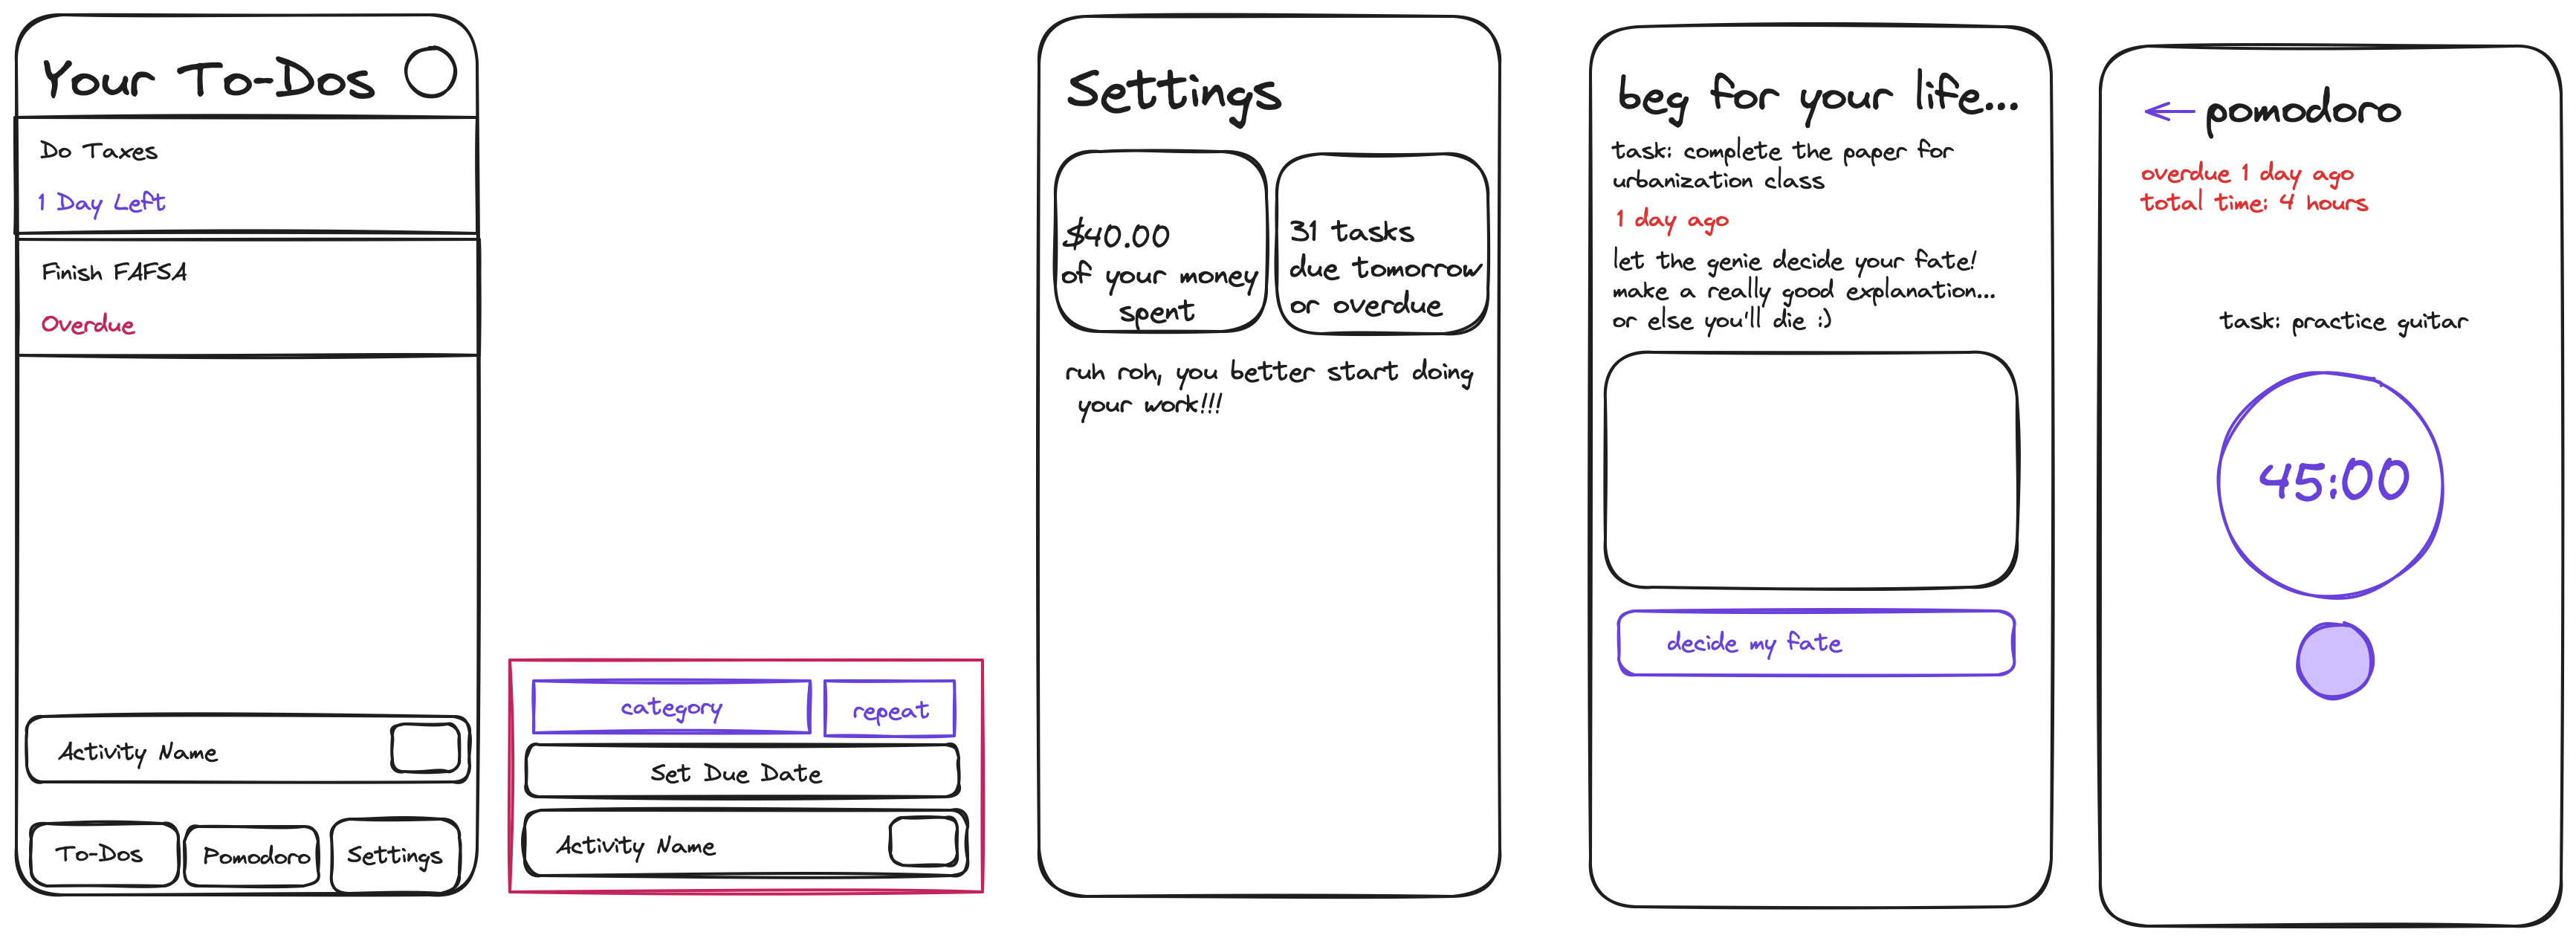 Your To-Dos
Do Taxes
1 Day Left
Finish FAFSA
Overdue
Activity Name
To-Dos
Pomodoro
Settings
category
repeat
Set Due Date
Activity Name
Settings
$40.00
of your money
spent
31 tasks
due tomorrow
or overdue
ruh roh, you better start doing
your work!!!
beg for your life...
task: complete the paper for
urbanization class
1 day ago
let the genie decide your fate!
make a really good explanation...
or else you'll die :)
decide my fate
pomodoro
overdue 1 day ago
total time: 4 hours
task: practice guitar
45:00